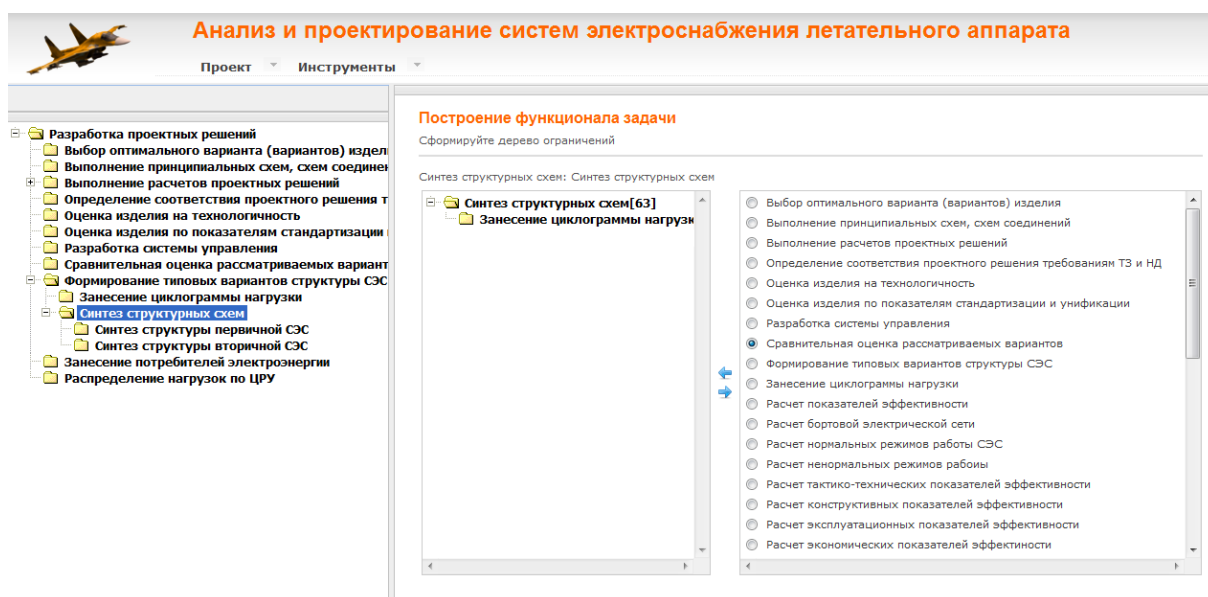 Анализ и проектирование систем электроснабжения летательного аппарата
Проект Инструменты
Разработка проектных решений
Выбор оптимального варианта (вариантов) издел
Выполнение принципиальных схем, схем соединен
Выполнение расчетов проектных решений
Определение соответствия проектного решения т
Оценка изделия на технологичность
Оценка изделия по показателям стандартизации
Разработка системы управления
Сравнительная оценка рассматриваемых вариант
Формирование типовых вариантов структуры СЭС
Занесение циклограммы нагрузки
Синтез структурных схем
Синтез структуры первичной СЭС
Синтез структуры вторичной СЭС
Занесение потребителей электроэнергии
Распределение нагрузок по ЦРУ
Построение функционала задачи
Сформируйте дерево ограничений
Синтез структурных схем: Синтез структурных схем
Синтез структурных схем[63]
Занесение циклограммы нагрузк
Выбор оптимального варианта (вариантов) изделия
Выполнение принципиальных схем, схем соединений
Выполнение расчетов проектных решений
Определение соответствия проектного решения требованиям ТЗ и НД
Оценка изделия на технологичность
Оценка изделия по показателям стандартизации и унификации
Разработка системы управления
Сравнительная оценка рассматриваемых вариантов
Формирование типовых вариантов структуры СЭС
Занесение циклограммы нагрузки
Расчет показателей эффективности
Расчет бортовой электрической сети
Расчет нормальных режимов работы СЭС
Расчет ненормальных режимов рабоиы
Расчет тактико-технических показателей эффективности
Расчет конструктивных показателей эффективности
Расчет эксплуатационных показателей эффективности
Расчет экономических показателей эффектиности